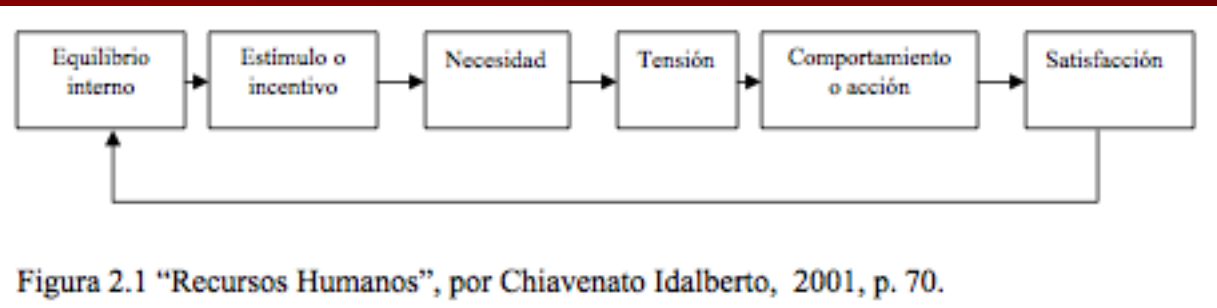 Equilibrio
interno
Estímulo o
incentivo
Necesidad
Tensión
Comportamiento
o acción
Satisfacción
Figura 2.1 “Recursos Humanos”, por Chiavenato Idalberto, 2001, p. 70.